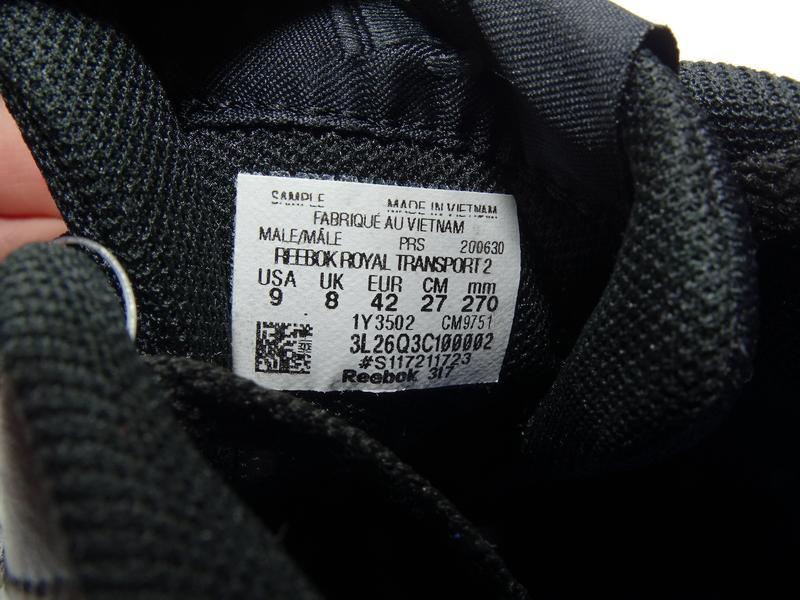 SAMPLE MADE IN VIETNAM
FABRIQUÉ AU VIETNAM
MALE/MÂLE PRS 200630
REEBOK ROYAL TRANSPORT 2
USA UK EUR CM mm
9 8 42 27 270
1Y3502 CM9751
3L26Q3C100002
#S117211723
Reebok 317